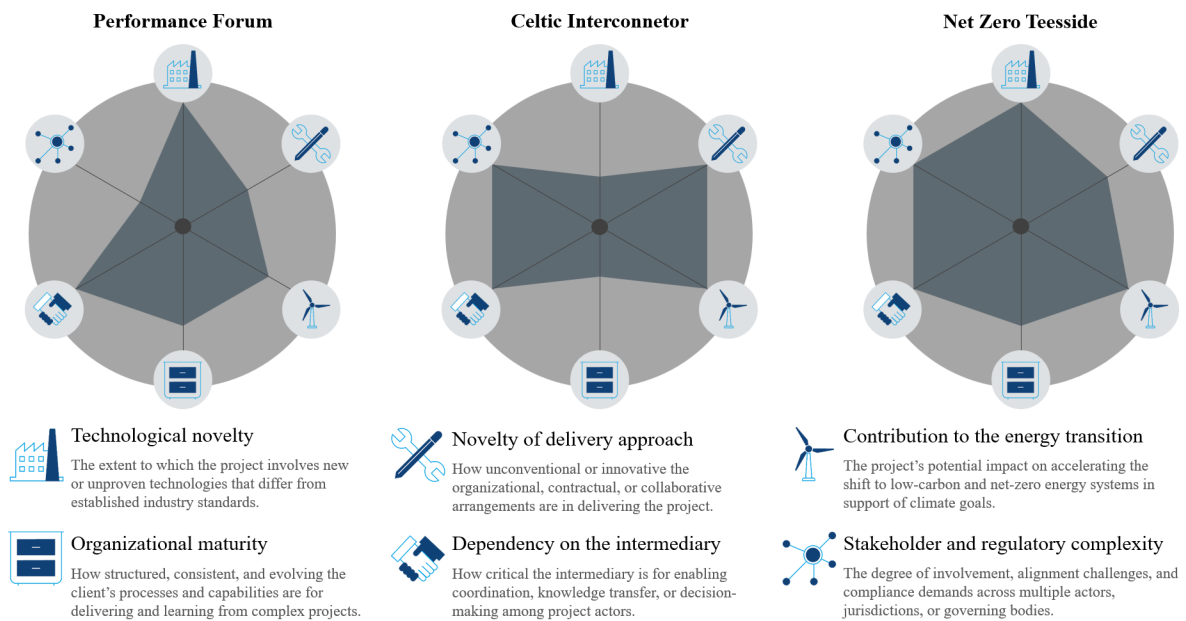 Performance Forum
Celtic Interconnetor
Net Zero Teesside
Technological novelty
The extent to which the project involves new
or unproven technologies that differ from
established industry standards.
Novelty of delivery approach
How unconventional or innovative the
organizational, contractual, or collaborative
arrangements are in delivering the project.
Contribution to the energy transition
The project's potential impact on accelerating the
shift to low-carbon and net-zero energy systems in
support of climate goals.
Organizational maturity
How structured, consistent, and evolving the
client's processes and capabilities are for
delivering and learning from complex projects.
Dependency on the intermediary
How critical the intermediary is for enabling
coordination, knowledge transfer, or decision-
making among project actors.
Stakeholder and regulatory complexity
The degree of involvement, alignment challenges, and
compliance demands across multiple actors,
jurisdictions, or governing bodies.